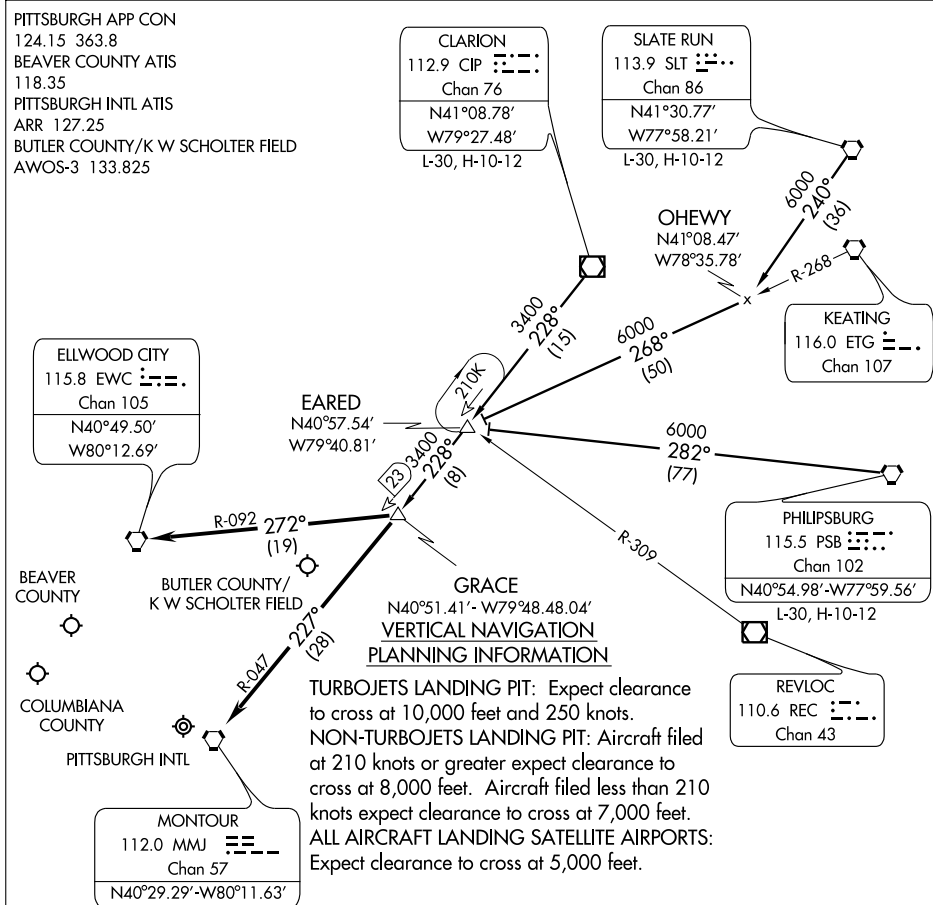 PITTSBURGH APP CON
124.15 363.8
BEAVER COUNTY ATIS
118.35
PITTSBURGH INTL ATIS
ARR 127.25
BUTLER COUNTY/K W SCHOLTER FIELD
AWOS-3 133.825
CLARION
112.9 CIP
Chan 76
N41°08.78'
W79°27.48'
L-30, H-10-12
SLATE RUN
113.9 SLT
Chan 86
N41°30.77'
W77°58.21'
L-30, H-10-12
6000
240°
(36)
OHEWY
N41°08.47'
W78°35.78'
x
R-268
KEATING
116.0 ETG
Chan 107
3400
228°
(15)
6000
268°
(50)
210K
ELLWOOD CITY
115.8 EWC
Chan 105
N40°49.50'
W80°12.69'
EARED
N40°57.54'
W79°40.81'
6000
282°
(77)
3400
228°
(8)
23
PHILIPSBURG
115.5 PSB
Chan 102
N40°54.98'-W77°59.56'
L-30, H-10-12
R-309
R-092 272°
(19)
BUTLER COUNTY/
K W SCHOLTER FIELD
BEAVER
COUNTY
GRACE
N40°51.41'- W79°48.48.04'
R-047 227°
(28)
COLUMBIANA
COUNTY
PITTSBURGH INTL
REVLOC
110.6 REC
Chan 43
MONTOUR
112.0 MMJ
Chan 57
N40°29.29'-W80°11.63'
VERTICAL NAVIGATION
PLANNING INFORMATION
TURBOJETS LANDING PIT: Expect clearance
to cross at 10,000 feet and 250 knots.
NON-TURBOJETS LANDING PIT: Aircraft filed
at 210 knots or greater expect clearance to
cross at 8,000 feet. Aircraft filed less than 210
knots expect clearance to cross at 7,000 feet.
ALL AIRCRAFT LANDING SATELLITE AIRPORTS:
Expect clearance to cross at 5,000 feet.